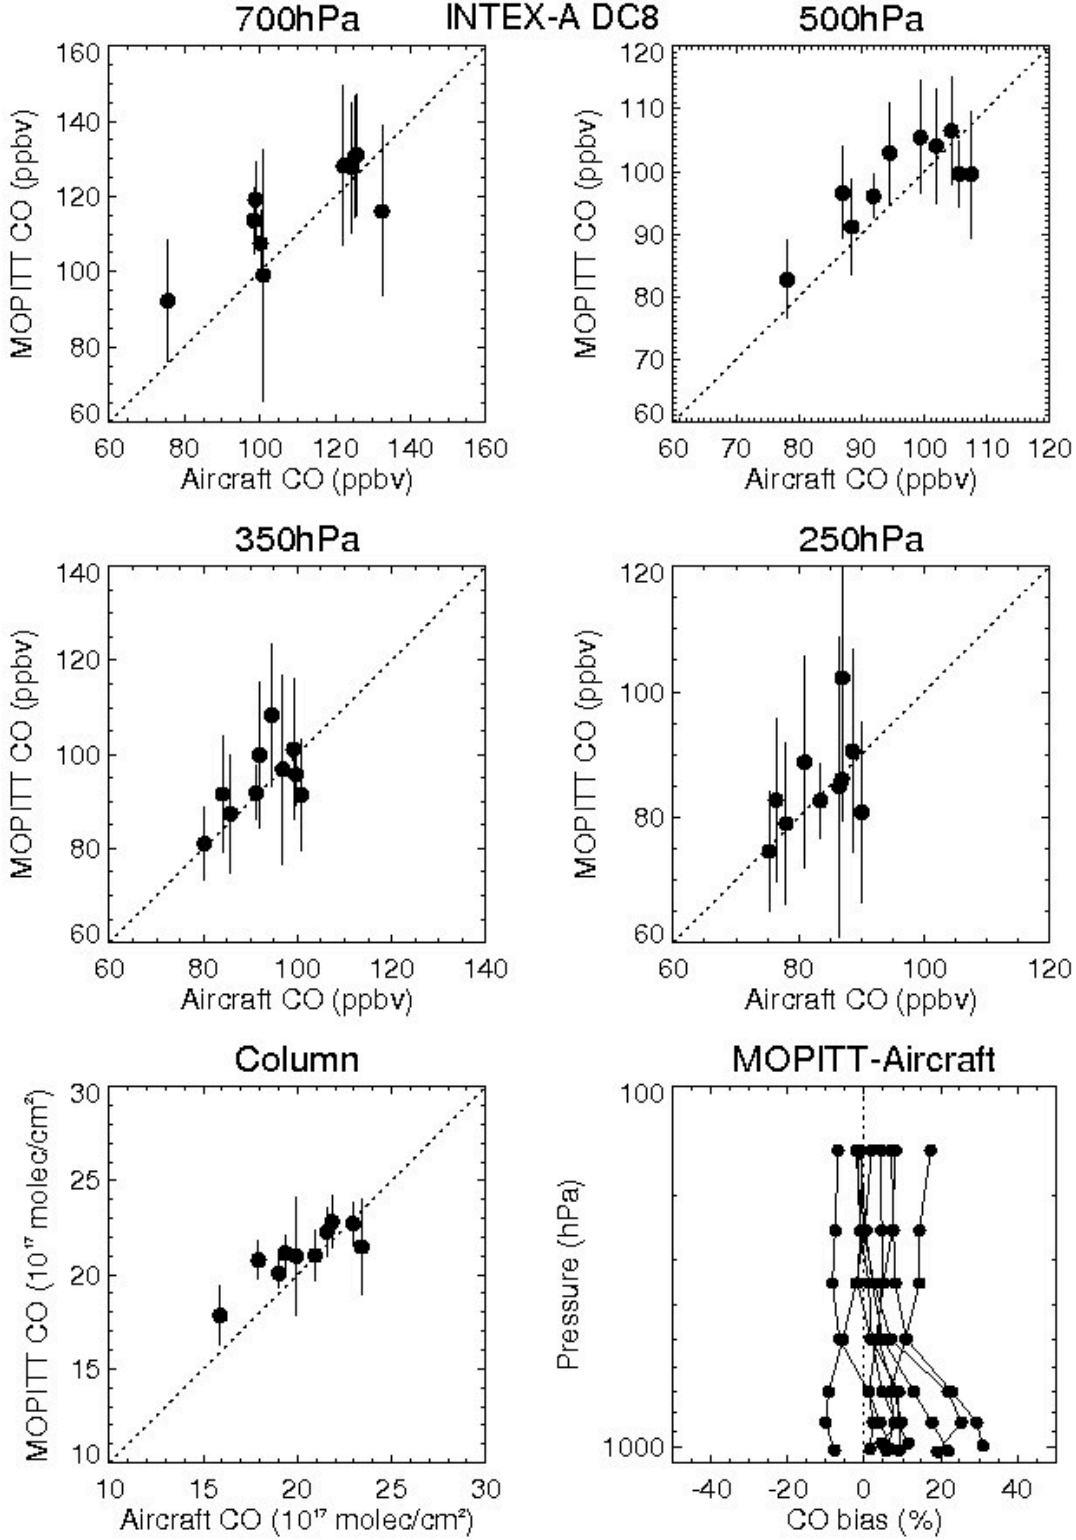 700hPa INTEX-A DC8 500hPa
160
140
120
100
80
60
MOPITT CO (ppbv)
60 80 100 120 140 160
Aircraft CO (ppbv)
120
110
100
90
80
70
60
MOPITT CO (ppbv)
60 70 80 90 100 110 120
Aircraft CO (ppbv)
350hPa
140
120
100
80
60
MOPITT CO (ppbv)
60 80 100 120 140
Aircraft CO (ppbv)
250hPa
120
100
80
60
MOPITT CO (ppbv)
60 80 100 120
Aircraft CO (ppbv)
Column
30
25
20
15
10
MOPITT CO (10¹⁷ molec/cm²)
10 15 20 25 30
Aircraft CO (10¹⁷ molec/cm²)
MOPITT-Aircraft
100
1000
Pressure (hPa)
-40 -20 0 20 40
CO bias (%)